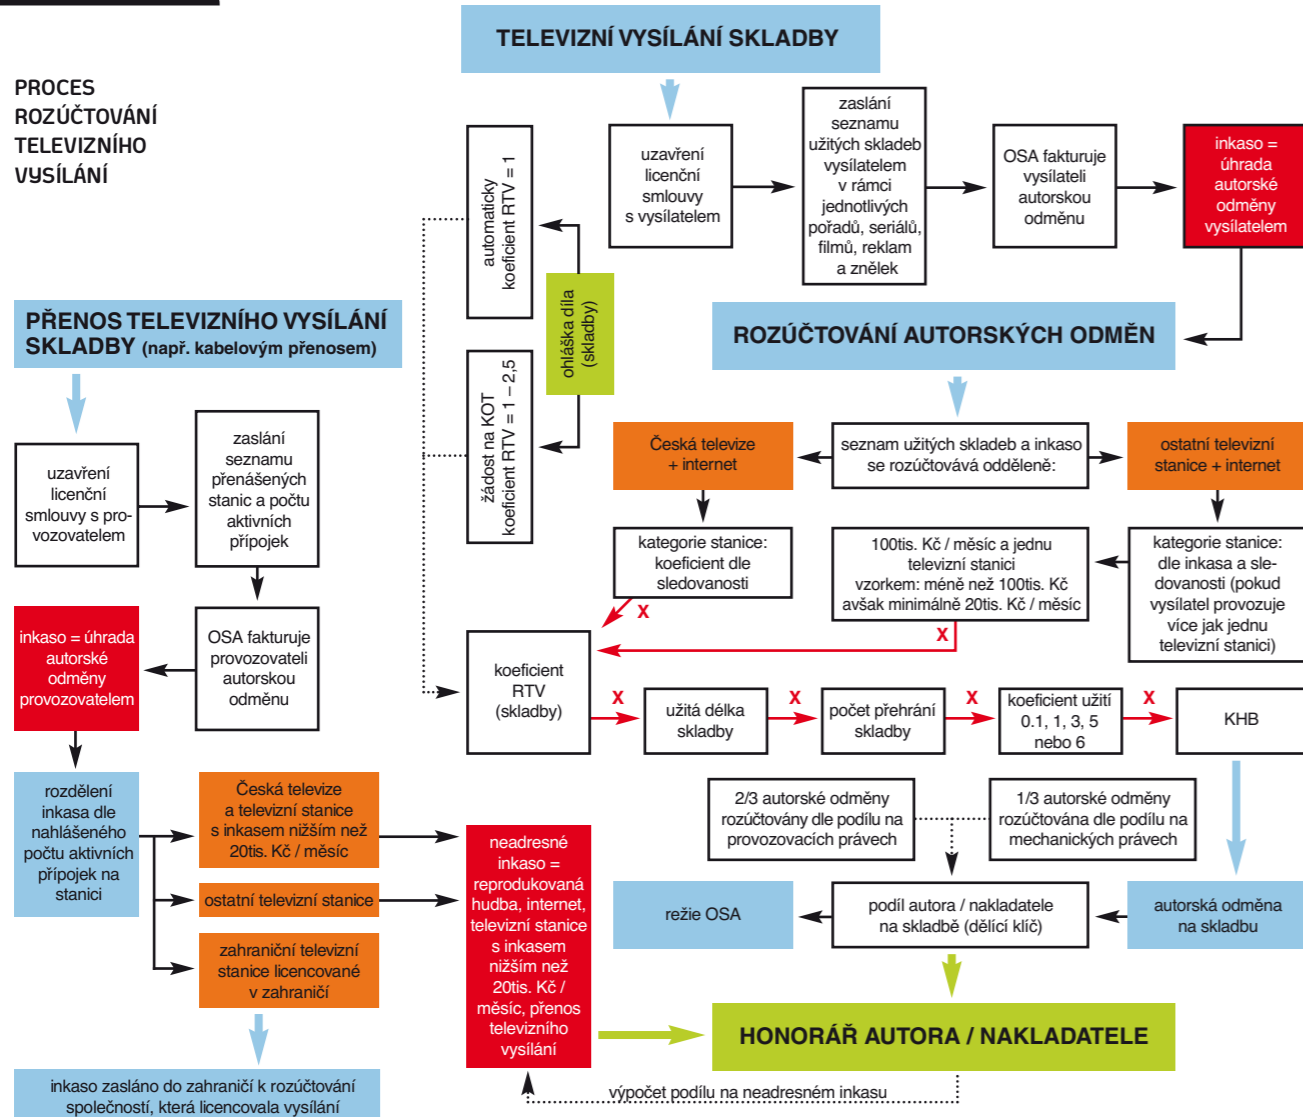 PROCES
ROZÚČTOVÁNÍ
TELEVIZNÍHO
VYSÍLÁNÍ
TELEVIZNÍ VYSÍLÁNÍ SKLADBY
uzavření
licenční
smlouvy
s vysílatelem
zaslání
seznamu
užitých skladeb
vysílatelem
v rámci
jednotlivých
pořadů, seriálů,
filmů, reklam
a znělek
OSA fakturuje
vysílateli
autorskou
odměnu
inkaso =
úhrada
autorské
odměny
vysílatelem
automaticky
koeficient RTV = 1
ohláška díla
(skladby)
žádost na KOT
koeficient RTV = 1 – 2,5
PŘENOS TELEVIZNÍHO VYSÍLÁNÍ
SKLADBY (např. kabelovým přenosem)
uzavření
licenční
smlouvy s pro-
vozovatelem
zaslání
seznamu
přenášených
stanic a počtu
aktivních
přípojek
inkaso = úhrada
autorské
odměny
provozovatelem
OSA fakturuje
provozovateli
autorskou
odměnu
rozdělení
inkasa dle
nahlášeného
počtu aktivních
přípojek na
stanici
Česká televize
a televizní stanice
s inkasem nižším než
20tis. Kč / měsíc
ostatní televizní stanice
zahraniční televizní
stanice licencované
v zahraničí
inkaso zasláno do zahraničí k rozúčtování
společností, která licencovala vysílání
ROZÚČTOVÁNÍ AUTORSKÝCH ODMĚN
Česká televize
+ internet
seznam užitých skladeb a inkaso
se rozúčtovává odděleně:
ostatní televizní
stanice + internet
kategorie stanice:
koeficient dle
sledovanosti
100tis. Kč / měsíc a jednu
televizní stanici
vzorkem: méně než 100tis. Kč
avšak minimálně 20tis. Kč / měsíc
kategorie stanice:
dle inkasa a sle-
dovanosti (pokud
vysílatel provozuje
více jak jednu
televizní stanici)
X
X
koeficient
RTV
(skladby)
X
užitá délka
skladby
X
počet přehrání
skladby
X
koeficient užití
0.1, 1, 3, 5
nebo 6
X
KHB
2/3 autorské odměny
rozúčtovány dle podílu na
provozovacích právech
1/3 autorské odměny
rozúčtována dle podílu na
mechanických právech
režie OSA
podíl autora / nakladatele
na skladbě (dělící klíč)
autorská odměna
na skladbu
neadresné
inkaso =
reprodukovaná
hudba, internet,
televizní stanice
s inkasem
nižším než
20tis. Kč /
měsíc, přenos
televizního
vysílání
HONORÁŘ AUTORA / NAKLADATELE
výpočet podílu na neadresném inkasu